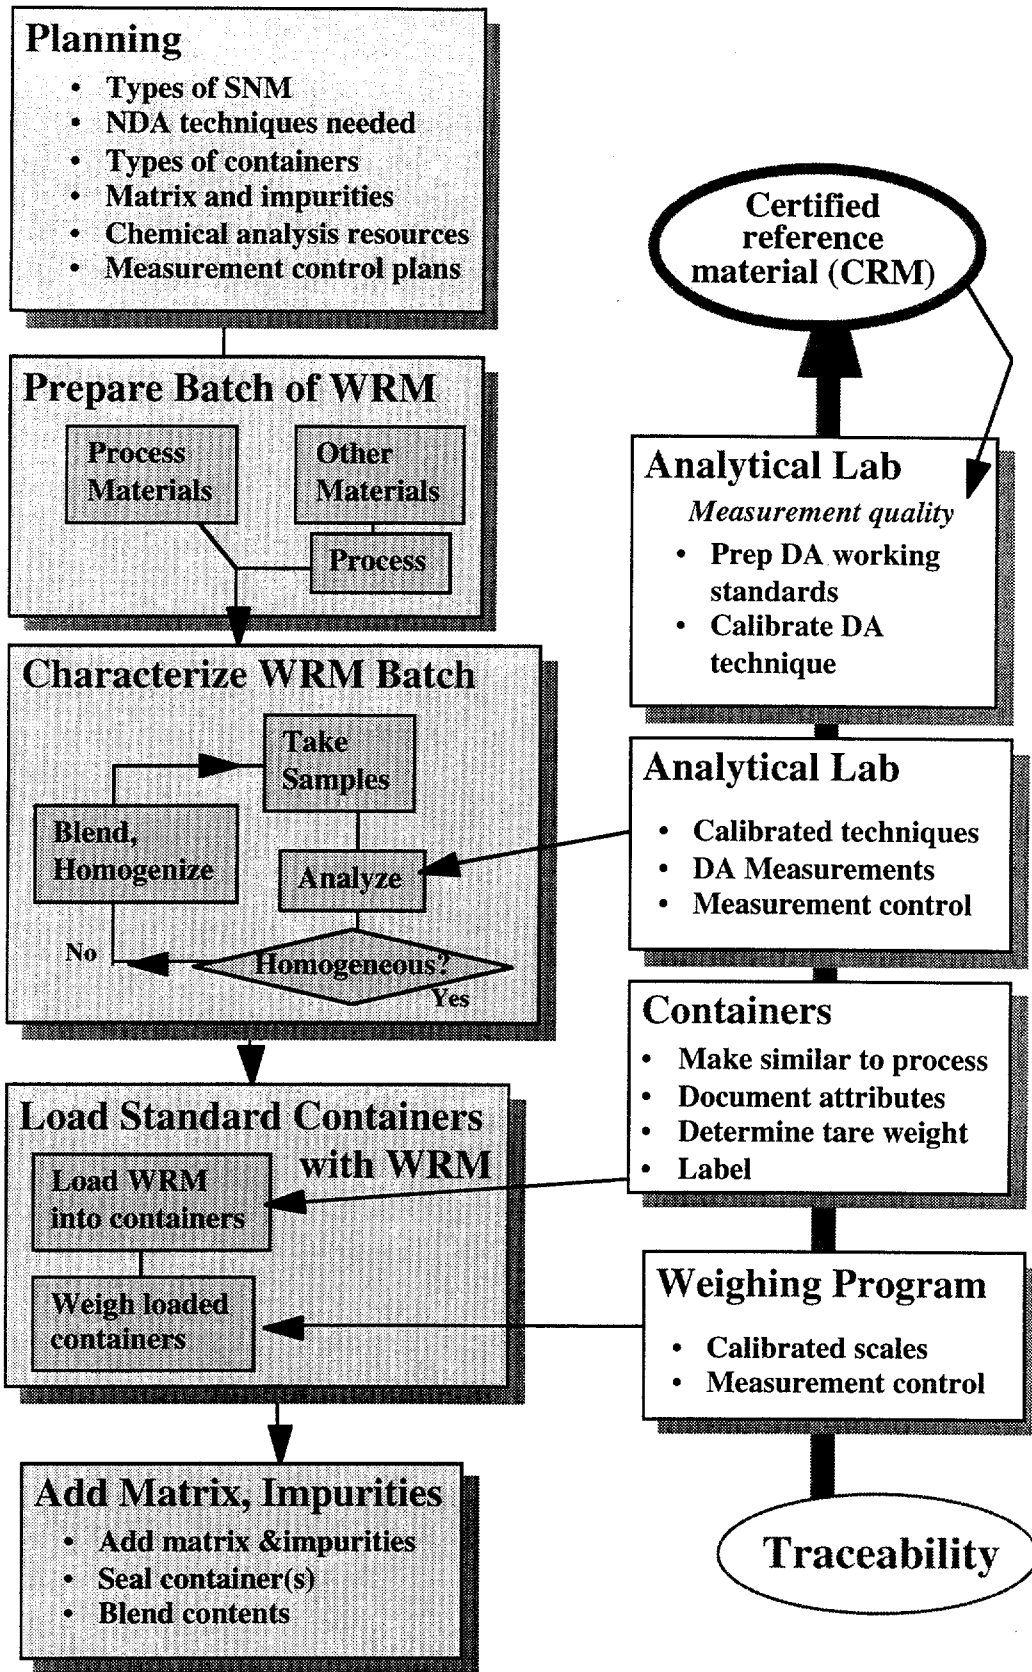 Planning
• Types of SNM
• NDA techniques needed
• Types of containers
• Matrix and impurities
• Chemical analysis resources
• Measurement control plans
Prepare Batch of WRM
Process
Materials
Other
Materials
Process
Characterize WRM Batch
Take
Samples
Blend,
Homogenize
Analyze
No
Homogeneous?
Yes
Load Standard Containers
with WRM
Load WRM
into containers
Weigh loaded
containers
Add Matrix, Impurities
• Add matrix &impurities
• Seal container(s)
• Blend contents
Certified
reference
material (CRM)
Analytical Lab
Measurement quality
• Prep DA working
standards
• Calibrate DA
technique
Analytical Lab
• Calibrated techniques
• DA Measurements
• Measurement control
Containers
• Make similar to process
• Document attributes
• Determine tare weight
• Label
Weighing Program
• Calibrated scales
• Measurement control
Traceability